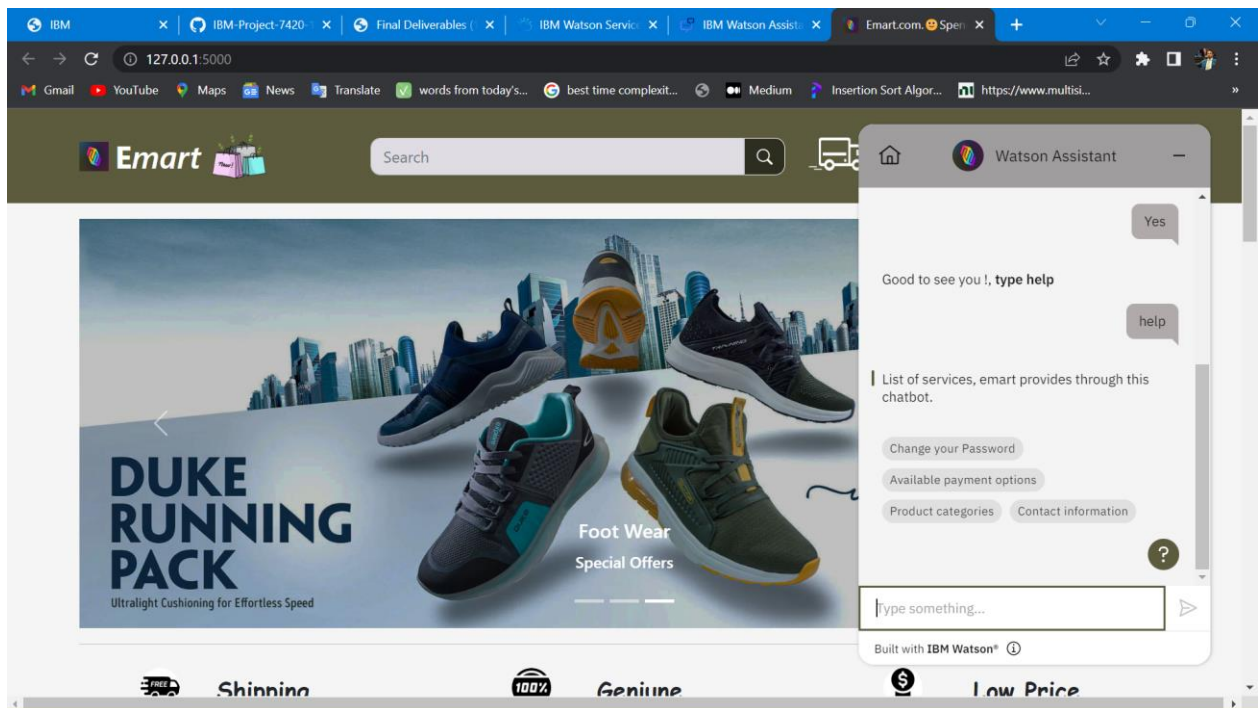 IBM
IBM-Project-7420-
Final Deliverables (
IBM Watson Service
IBM Watson Assista
Emart.com.😊Spen
127.0.0.1:5000
Gmail
YouTube
Maps
News
Translate
words from today's...
best time complexit...
Medium
Insertion Sort Algor...
https://www.multisi...
»
Emart
Search
Watson Assistant
Yes
Good to see you !, type help
help
List of services, emart provides through this
chatbot.
Change your Password
Available payment options
Product categories
Contact information
?
Type something...
Built with IBM Watson®
DUKE
RUNNING
PACK
Ultralight Cushioning for Effortless Speed
Foot Wear
Special Offers
FREE
Shipping
100%
Geniune
$
Low Price